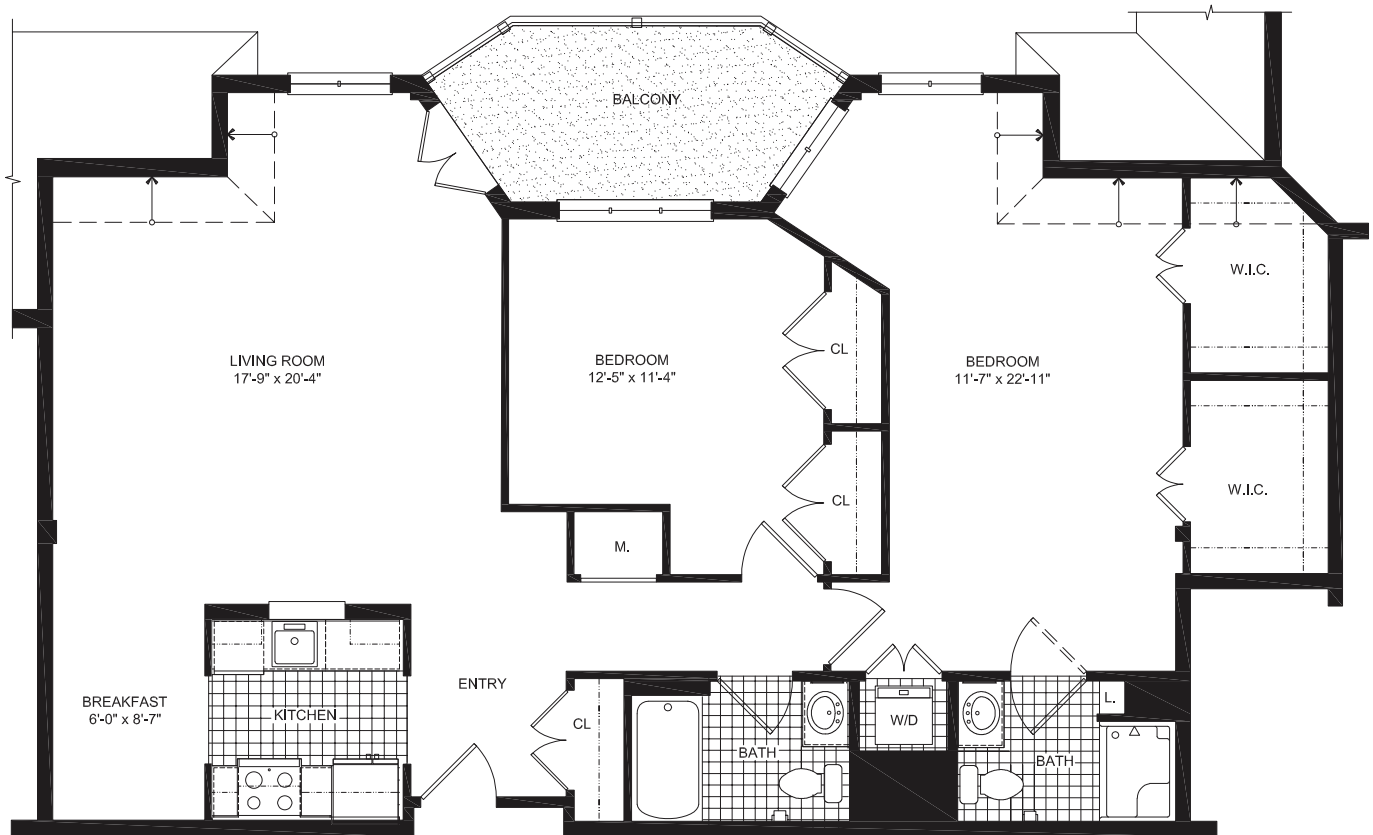 BALCONY
W.I.C.
LIVING ROOM
17'-9" x 20'-4"
BEDROOM
12'-5" x 11'-4"
CL
BEDROOM
11'-7" x 22'-11"
W.I.C.
CL
M.
ENTRY
BREAKFAST
6'-0" x 8'-7"
KITCHEN
CL
BATH
W/D
L.
BATH